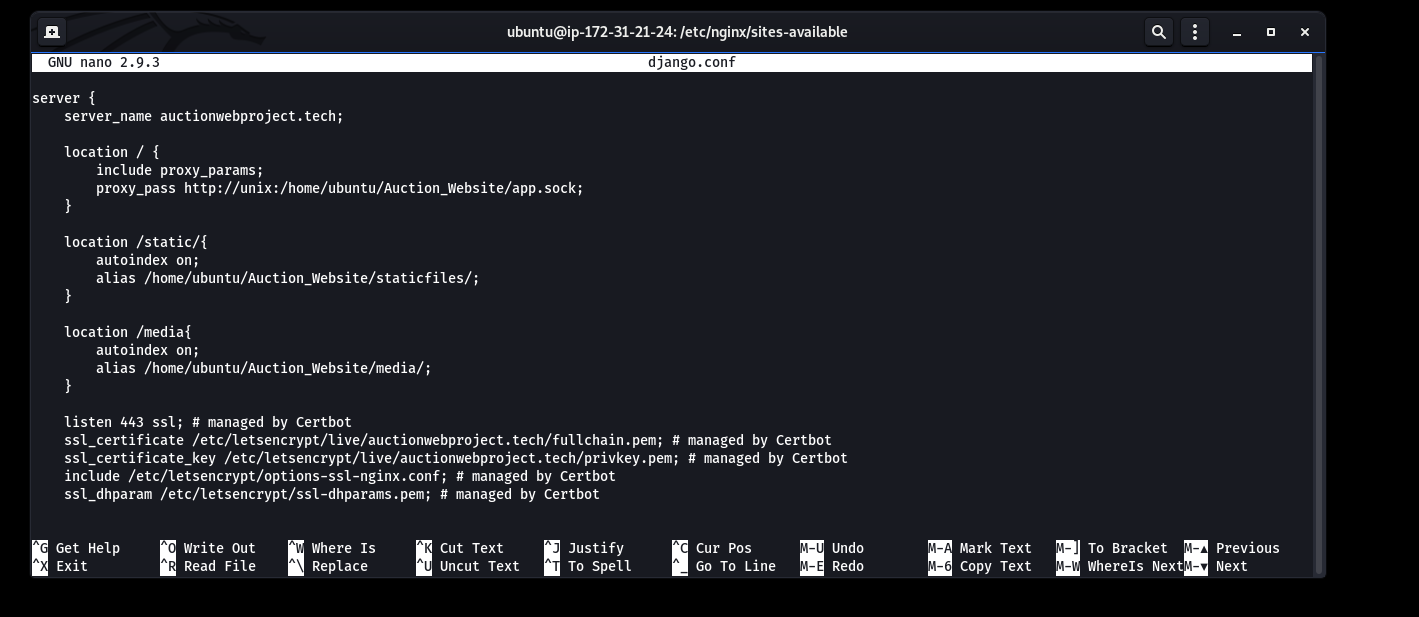 ubuntu@ip-172-31-21-24: /etc/nginx/sites-available
GNU nano 2.9.3 django.conf
server {
    server_name auctionwebproject.tech;
    location / {
        include proxy_params;
        proxy_pass http://unix:/home/ubuntu/Auction_Website/app.sock;
    }
    location /static/{
        autoindex on;
        alias /home/ubuntu/Auction_Website/staticfiles/;
    }
    location /media{
        autoindex on;
        alias /home/ubuntu/Auction_Website/media/;
    }
    listen 443 ssl; # managed by Certbot
    ssl_certificate /etc/letsencrypt/live/auctionwebproject.tech/fullchain.pem; # managed by Certbot
    ssl_certificate_key /etc/letsencrypt/live/auctionwebproject.tech/privkey.pem; # managed by Certbot
    include /etc/letsencrypt/options-ssl-nginx.conf; # managed by Certbot
    ssl_dhparam /etc/letsencrypt/ssl-dhparams.pem; # managed by Certbot
^G Get Help ^O Write Out ^W Where Is ^K Cut Text ^J Justify ^C Cur Pos M-U Undo M-A Mark Text M-] To Bracket M-▲ Previous
^X Exit ^R Read File ^\ Replace ^U Uncut Text ^T To Spell ^_ Go To Line M-E Redo M-6 Copy Text M-W WhereIs Next M-▼ Next